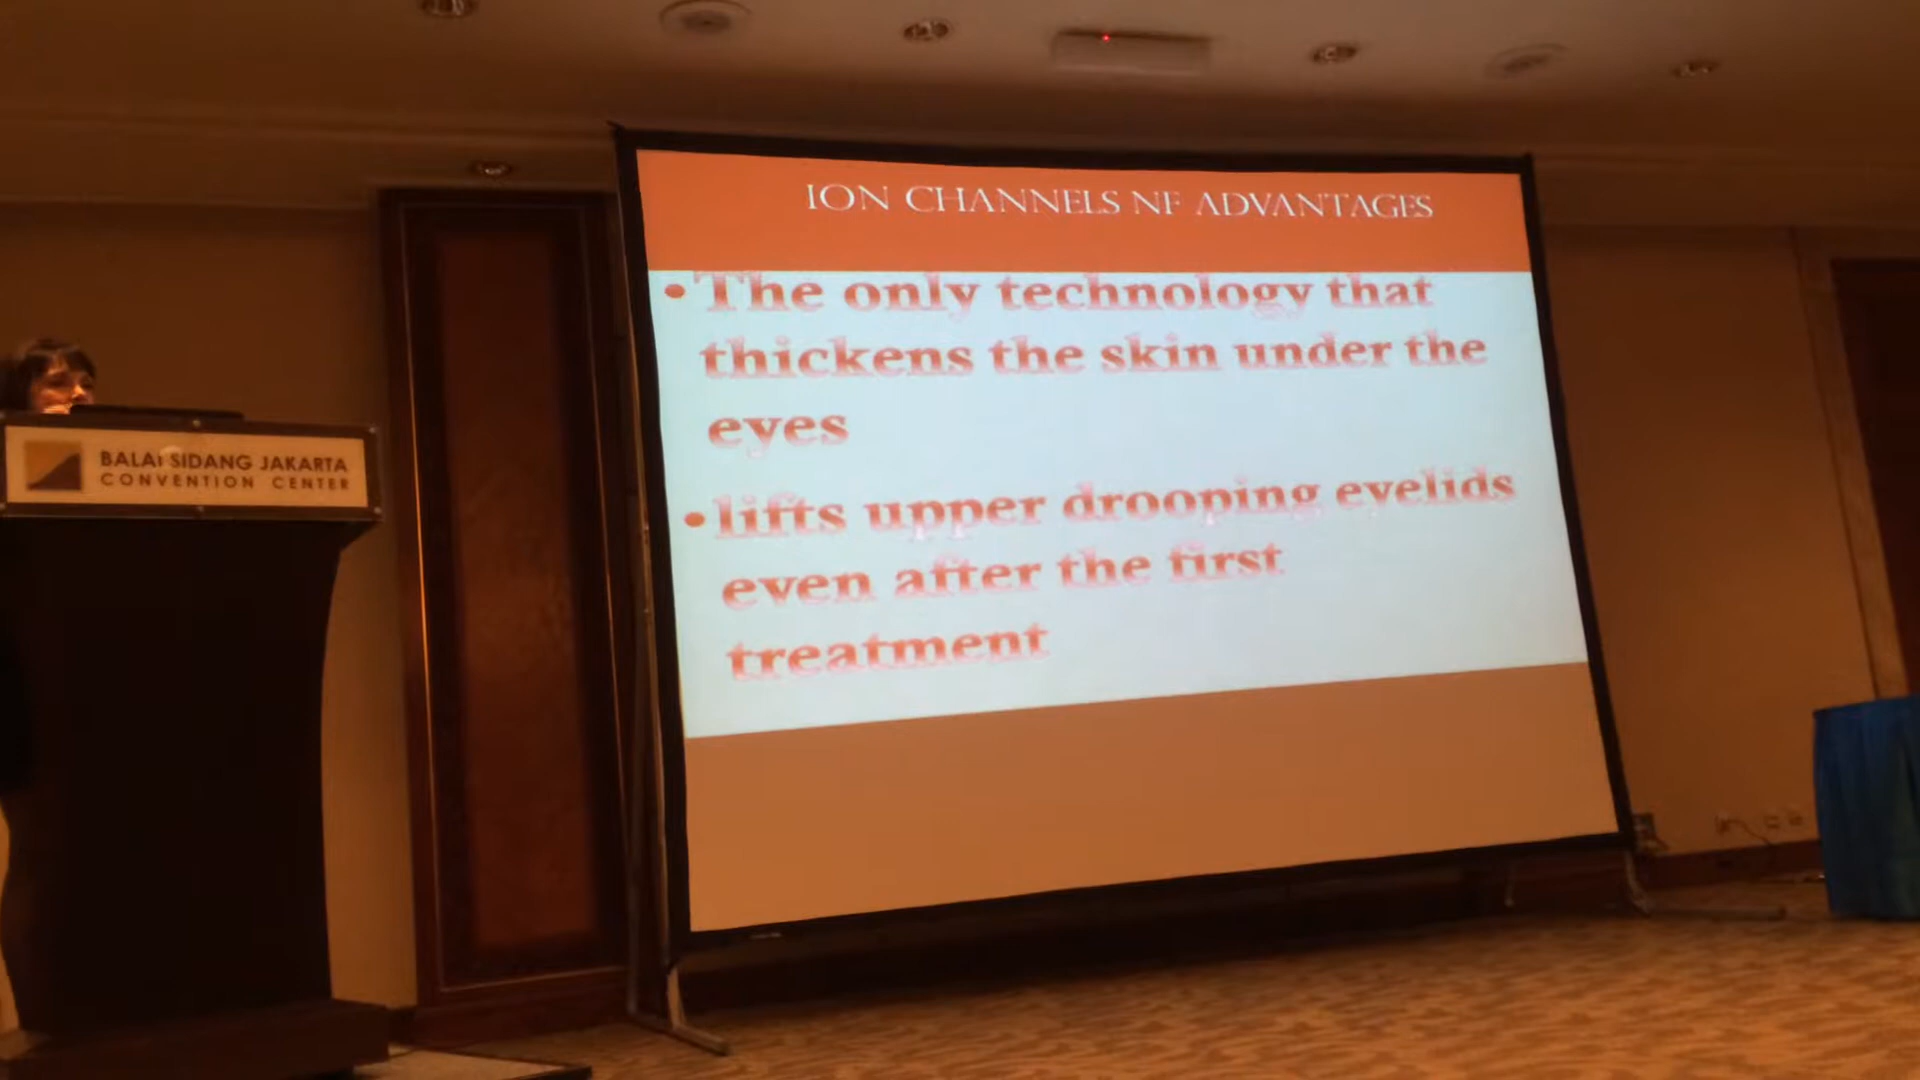 ION CHANNELS NF ADVANTAGES
•The only technology that
thickens the skin under the
eyes
•lifts upper drooping eyelids
even after the first
treatment
BALAI SIDANG JAKARTA
CONVENTION CENTER